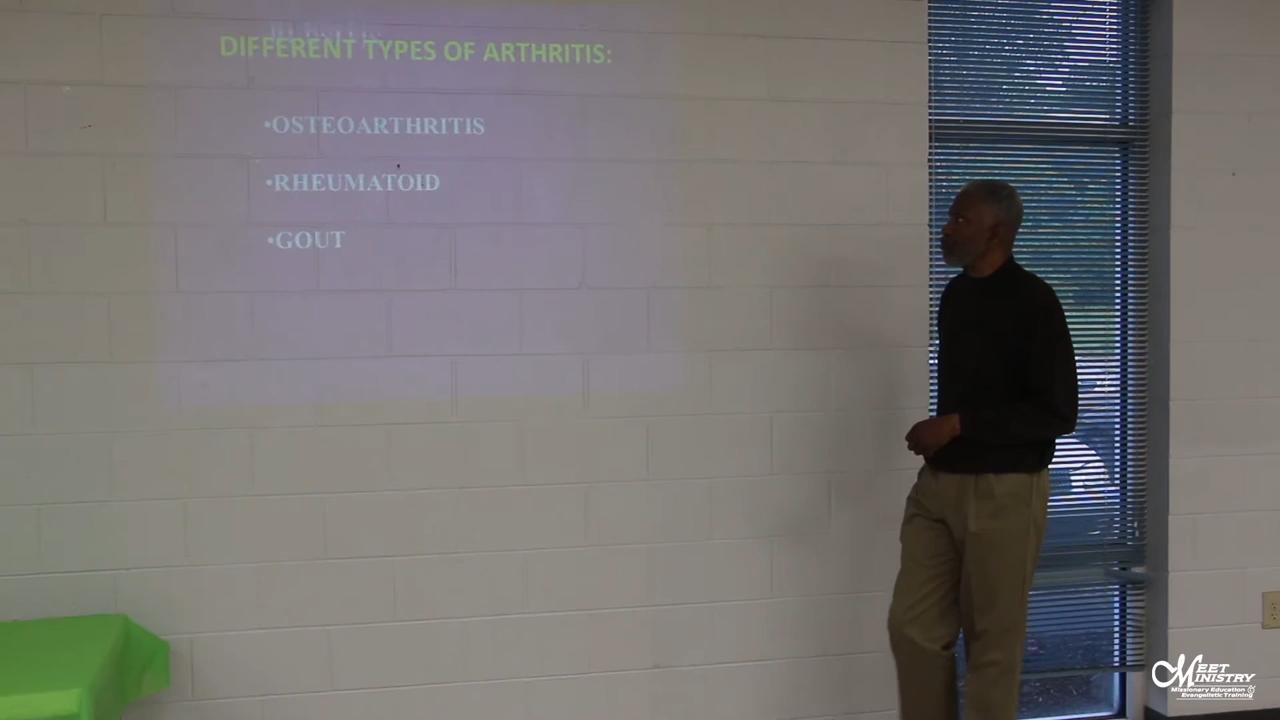 DIFFERENT TYPES OF ARTHRITIS:
•OSTEOARTHRITIS
•RHEUMATOID
•GOUT
MEET
MINISTRY
Missionary Education &
Evangelistic Training